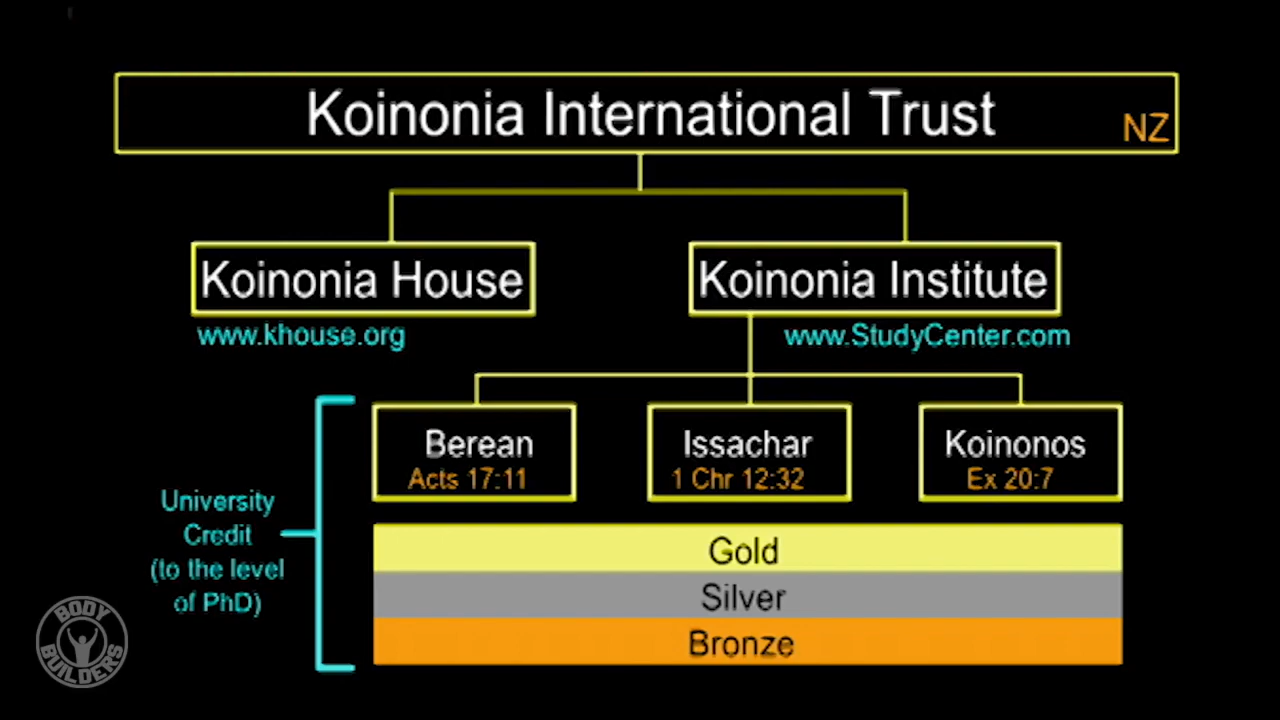 Koinonia International Trust
NZ
Koinonia House
Koinonia Institute
www.khouse.org
www.StudyCenter.com
Berean
Acts 17:11
Issachar
1 Chr 12:32
Koinonos
Ex 20:7
University
Credit
(to the level
of PhD)
Gold
Silver
Bronze
BODY
BUILDERS